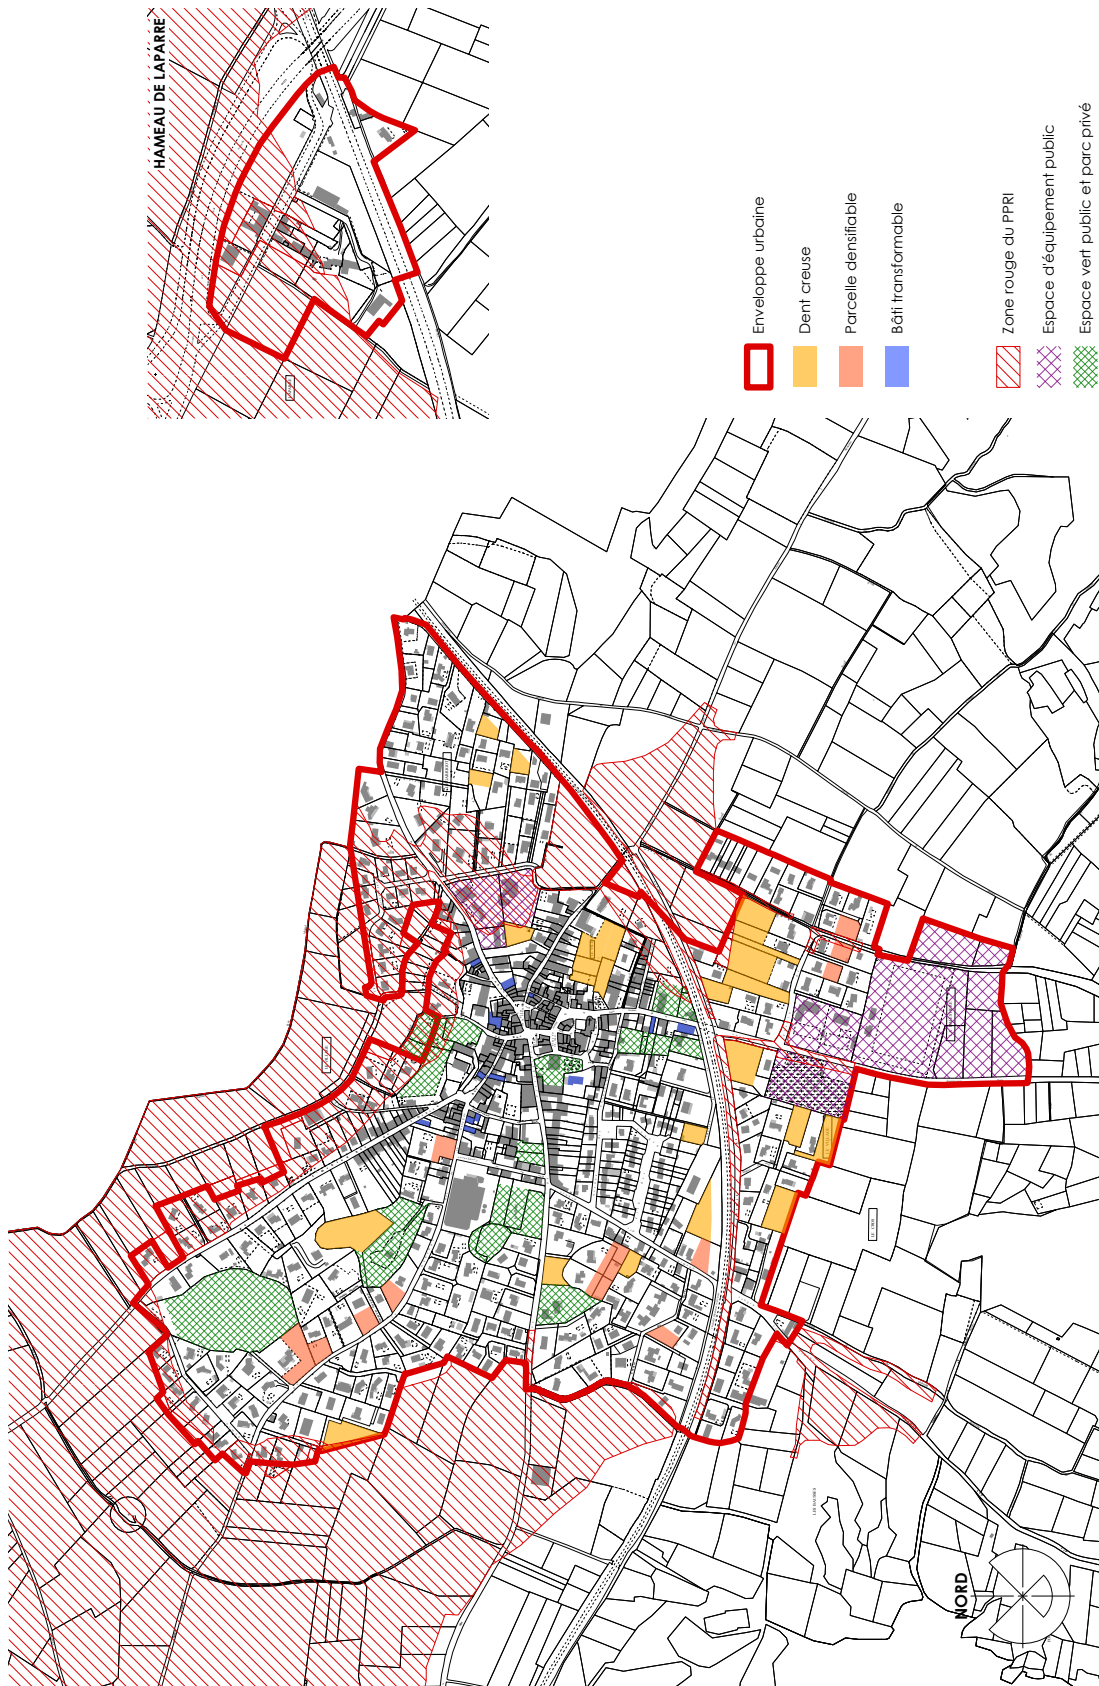 HAMEAU DE LAPARRE
Enveloppe urbaine
Dent creuse
Parcelle densifiable
Bâti transformable
Zone rouge du PPRI
Espace d'équipement public
Espace vert public et parc privé
NORD